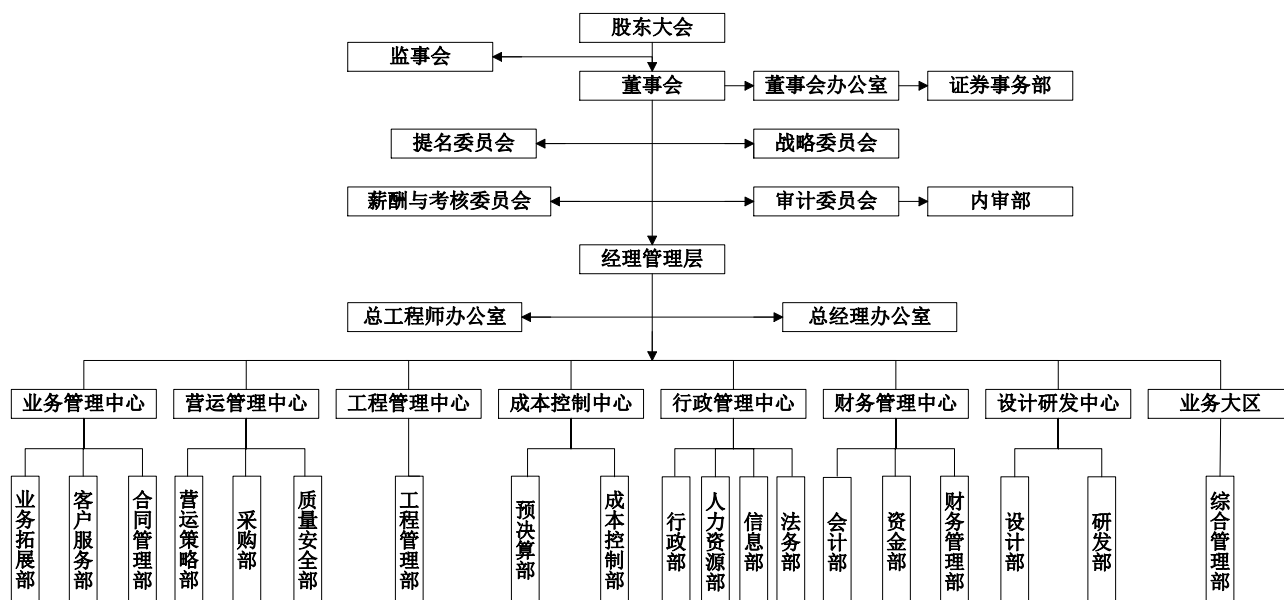 股东大会
监事会
董事会
董事会办公室
证券事务部
提名委员会
战略委员会
薪酬与考核委员会
审计委员会
内审部
经理管理层
总工程师办公室
总经理办公室
业务管理中心
营运管理中心
工程管理中心
成本控制中心
行政管理中心
财务管理中心
设计研发中心
业务大区
业务拓展部
客户服务部
合同管理部
营运策略部
采购部
质量安全部
工程管理部
预决算部
成本控制部
行政部
人力资源部
信息部
法务部
会计部
资金部
财务管理部
设计部
研发部
综合管理部